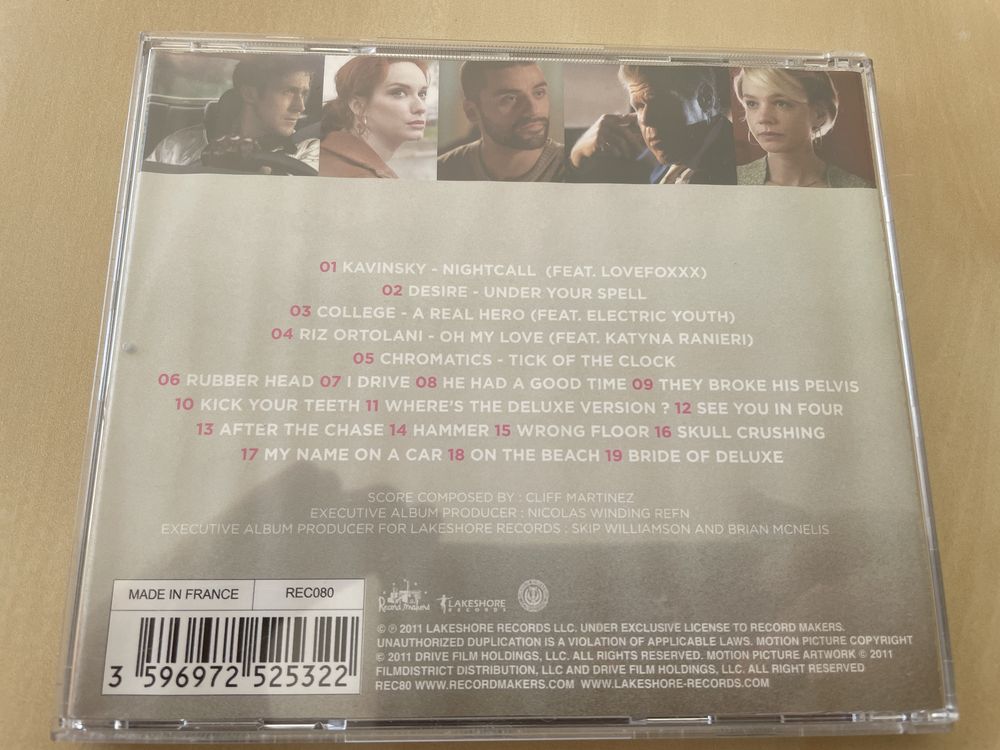 01 KAVINSKY - NIGHTCALL (FEAT. LOVEFOXXX)
02 DESIRE - UNDER YOUR SPELL
03 COLLEGE - A REAL HERO (FEAT. ELECTRIC YOUTH)
04 RIZ ORTOLANI - OH MY LOVE (FEAT. KATYNA RANIERI)
05 CHROMATICS - TICK OF THE CLOCK
06 RUBBER HEAD 07 I DRIVE 08 HE HAD A GOOD TIME 09 THEY BROKE HIS PELVIS
10 KICK YOUR TEETH 11 WHERE'S THE DELUXE VERSION ? 12 SEE YOU IN FOUR
13 AFTER THE CHASE 14 HAMMER 15 WRONG FLOOR 16 SKULL CRUSHING
17 MY NAME ON A CAR 18 ON THE BEACH 19 BRIDE OF DELUXE
SCORE COMPOSED BY : CLIFF MARTINEZ
EXECUTIVE ALBUM PRODUCER : NICOLAS WINDING REFN
EXECUTIVE ALBUM PRODUCER FOR LAKESHORE RECORDS : SKIP WILLIAMSON AND BRIAN MCNELIS
MADE IN FRANCE REC080
3 596972 525322
Record Makers
LAKESHORE
RECORDS
© ℗ 2011 LAKESHORE RECORDS LLC. UNDER EXCLUSIVE LICENSE TO RECORD MAKERS.
UNAUTHORIZED DUPLICATION IS A VIOLATION OF APPLICABLE LAWS. MOTION PICTURE COPYRIGHT
© 2011 DRIVE FILM HOLDINGS, LLC. ALL RIGHTS RESERVED. MOTION PICTURE ARTWORK © 2011
FILMDISTRICT DISTRIBUTION, LLC AND DRIVE FILM HOLDINGS, LLC. ALL RIGHT RESERVED
REC80 WWW.RECORDMAKERS.COM WWW.LAKESHORE-RECORDS.COM